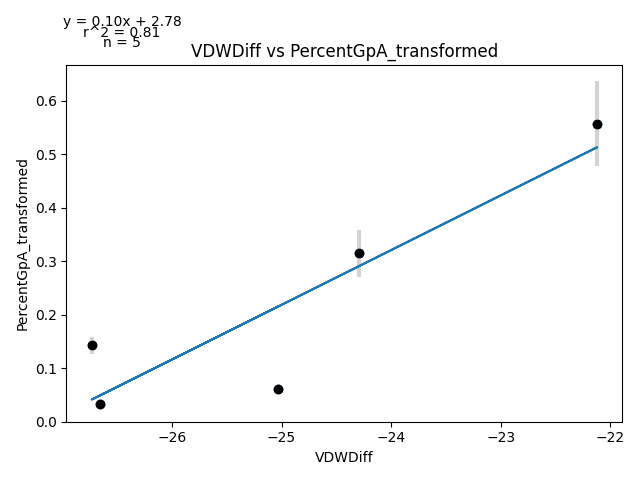 y = 0.10x + 2.78
r^2 = 0.81
n = 5
VDWDiff vs PercentGpA_transformed
0.6
0.5
0.4
0.3
0.2
0.1
0.0
PercentGpA_transformed
−26
−25
−24
−23
−22
VDWDiff